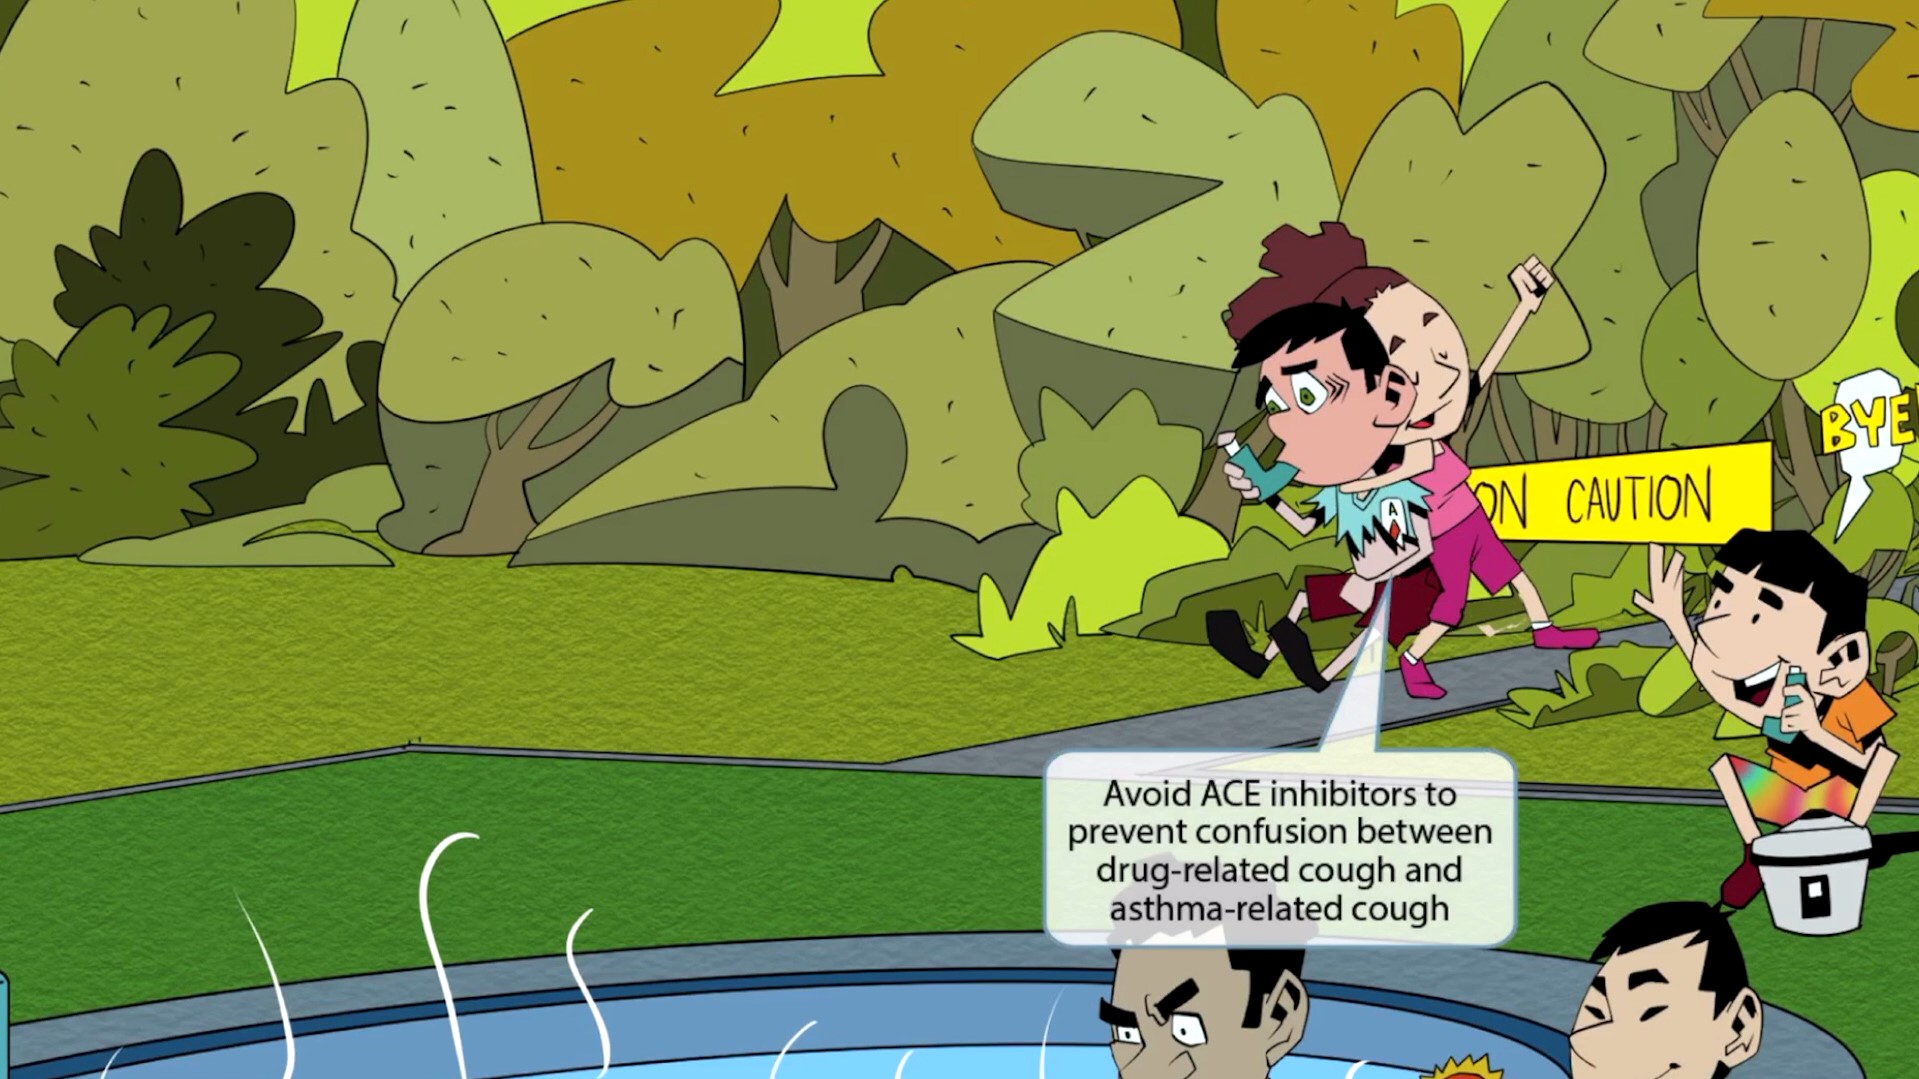 BYE
ON CAUTION
A
Avoid ACE inhibitors to
prevent confusion between
drug-related cough and
asthma-related cough